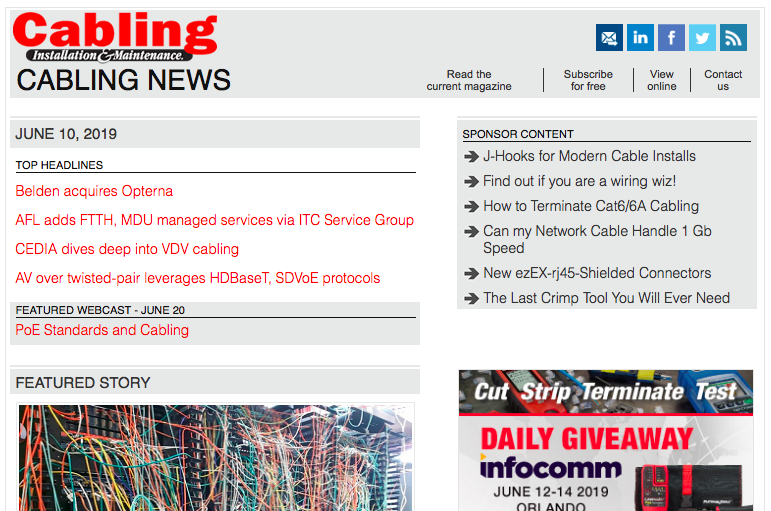 Cabling
Installation & Maintenance.
CABLING NEWS
Read the
current magazine
Subscribe
for free
View
online
Contact
us
JUNE 10, 2019
TOP HEADLINES
Belden acquires Opterna
AFL adds FTTH, MDU managed services via ITC Service Group
CEDIA dives deep into VDV cabling
AV over twisted-pair leverages HDBaseT, SDVoE protocols
FEATURED WEBCAST - JUNE 20
PoE Standards and Cabling
FEATURED STORY
SPONSOR CONTENT
J-Hooks for Modern Cable Installs
Find out if you are a wiring wiz!
How to Terminate Cat6/6A Cabling
Can my Network Cable Handle 1 Gb
Speed
New ezEX-rj45-Shielded Connectors
The Last Crimp Tool You Will Ever Need
Cut Strip Terminate Test
DAILY GIVEAWAY
infocomm
JUNE 12-14 2019
ORLANDO